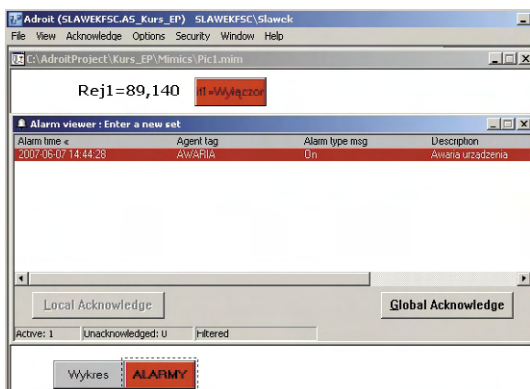 Adroit (SLAWEKFSC.AS_Kurs_EP) SLAWEKFSC\Slawek
File View Acknowledge Options Security Window Help
C:\AdroitProject\Kurs_EP\Mimics\Pic1.mim
Rej1=89,140 it1=Wyłączor
Alarm viewer : Enter a new set
Alarm time < Agent tag Alarm type msg Description
2007-06-07 14:44:28 AWARIA On Awaria urządzenia
Local Acknowledge Global Acknowledge
Active: 1 Unacknowledged: 0 Filtered
Wykres ALARMY